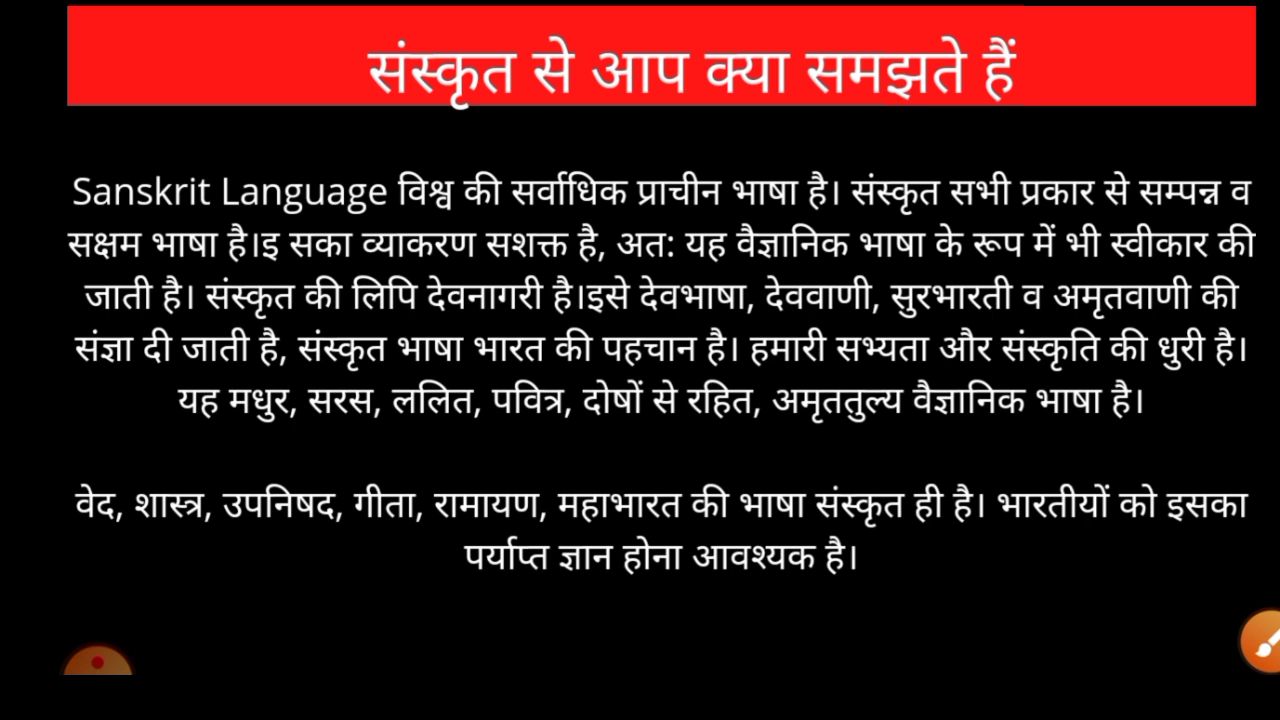 संस्कृत से आप क्या समझते हैं
Sanskrit Language विश्व की सर्वाधिक प्राचीन भाषा है। संस्कृत सभी प्रकार से सम्पन्न व
सक्षम भाषा है।इ सका व्याकरण सशक्त है, अत: यह वैज्ञानिक भाषा के रूप में भी स्वीकार की
जाती है। संस्कृत की लिपि देवनागरी है।इसे देवभाषा, देववाणी, सुरभारती व अमृतवाणी की
संज्ञा दी जाती है, संस्कृत भाषा भारत की पहचान है। हमारी सभ्यता और संस्कृति की धुरी है।
यह मधुर, सरस, ललित, पवित्र, दोषों से रहित, अमृततुल्य वैज्ञानिक भाषा है।
वेद, शास्त्र, उपनिषद, गीता, रामायण, महाभारत की भाषा संस्कृत ही है। भारतीयों को इसका
पर्याप्त ज्ञान होना आवश्यक है।